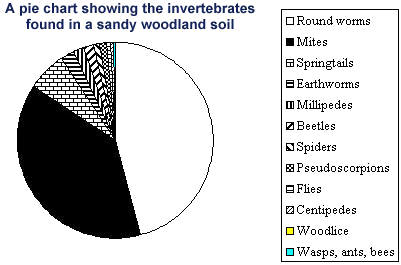 A pie chart showing the invertebrates
found in a sandy woodland soil
Round worms
Mites
Springtails
Earthworms
Millipedes
Beetles
Spiders
Pseudoscorpions
Flies
Centipedes
Woodlice
Wasps, ants, bees